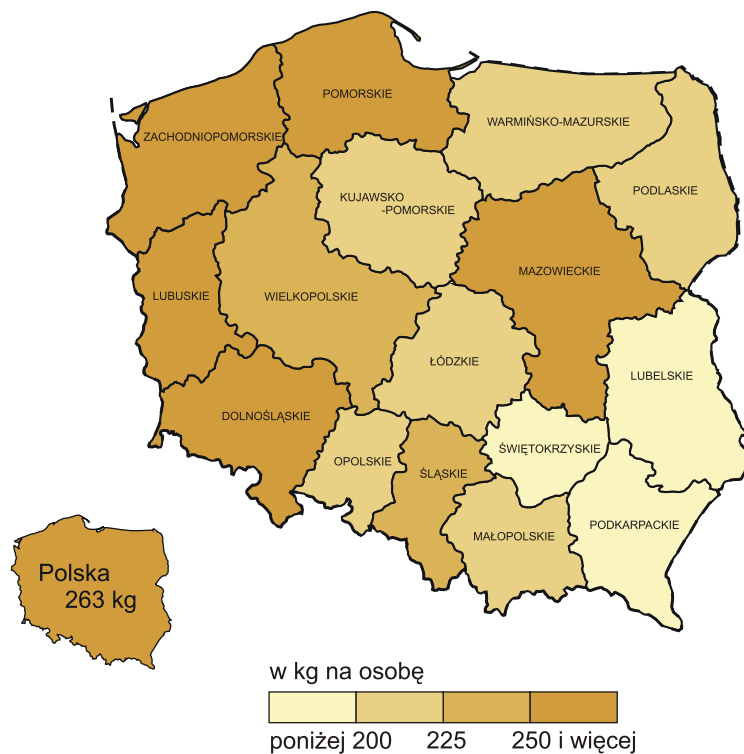 POMORSKIE
WARMIŃSKO-MAZURSKIE
ZACHODNIOPOMORSKIE
PODLASKIE
KUJAWSKO
-POMORSKIE
MAZOWIECKIE
LUBUSKIE
WIELKOPOLSKIE
ŁÓDZKIE
LUBELSKIE
DOLNOŚLĄSKIE
ŚWIĘTOKRZYSKIE
OPOLSKIE
ŚLĄSKIE
PODKARPACKIE
MAŁOPOLSKIE
Polska
263 kg
w kg na osobę
poniżej 200 225 250 i więcej